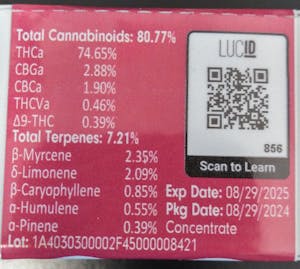 Total Cannabinoids: 80.77%
THCa 74.65%
CBGa 2.88%
CBCa 1.90%
THCVa 0.46%
Δ9-THC 0.39%
Total Terpenes: 7.21%
β-Myrcene 2.35%
δ-Limonene 2.09%
β-Caryophyllene 0.85%
α-Humulene 0.55%
α-Pinene 0.39%
LUCID
856
Scan to Learn
Exp Date: 08/29/2025
Pkg Date: 08/29/2024
Concentrate
Lot: 1A4030300002F45000008421